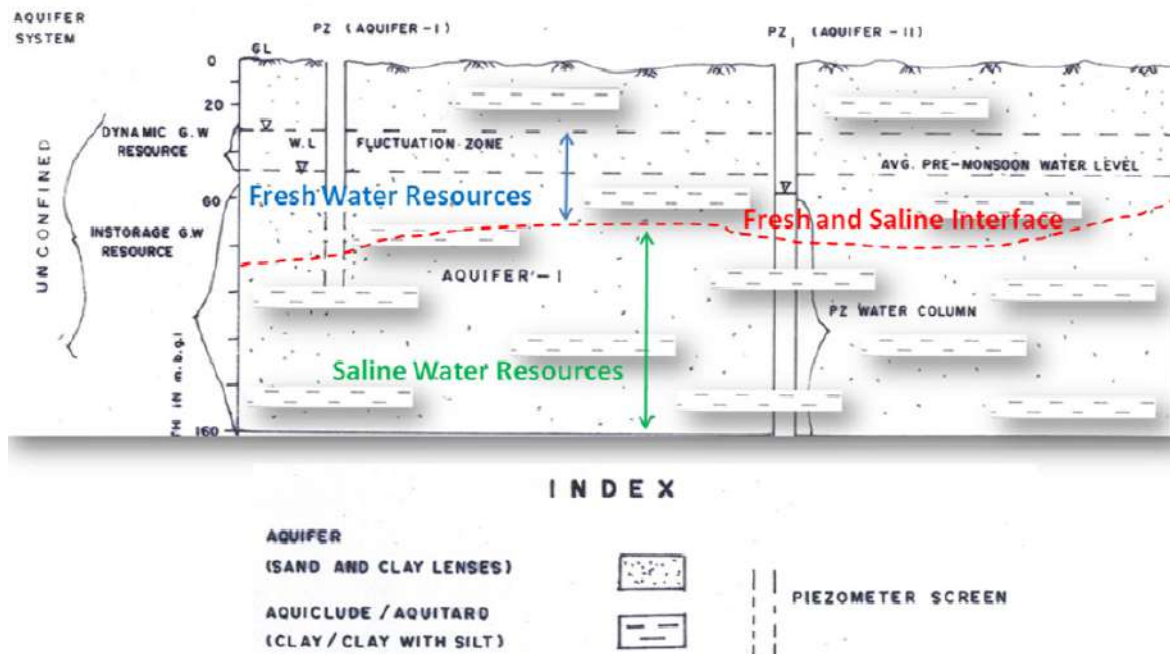 AQUIFER
SYSTEM
PZ (AQUIFER-I)
PZ (AQUIFER-II)
GL
0
20
DYNAMIC G.W
RESOURCE
W.L
FLUCTUATION ZONE
AVG. PRE-MONSOON WATER LEVEL
UNCONFINED
60
Fresh Water Resources
Fresh and Saline Interface
INSTORAGE G.W
RESOURCE
AQUIFER-I
PZ WATER COLUMN
Saline Water Resources
TH IN m.b.g.l
160
INDEX
AQUIFER
(SAND AND CLAY LENSES)
PIEZOMETER SCREEN
AQUICLUDE / AQUITARD
(CLAY/CLAY WITH SILT)